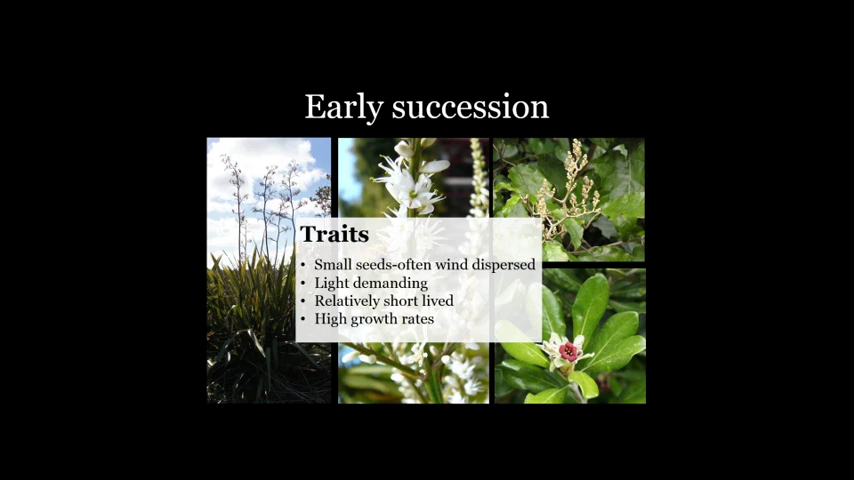 Early succession
Traits
• Small seeds-often wind dispersed
• Light demanding
• Relatively short lived
• High growth rates